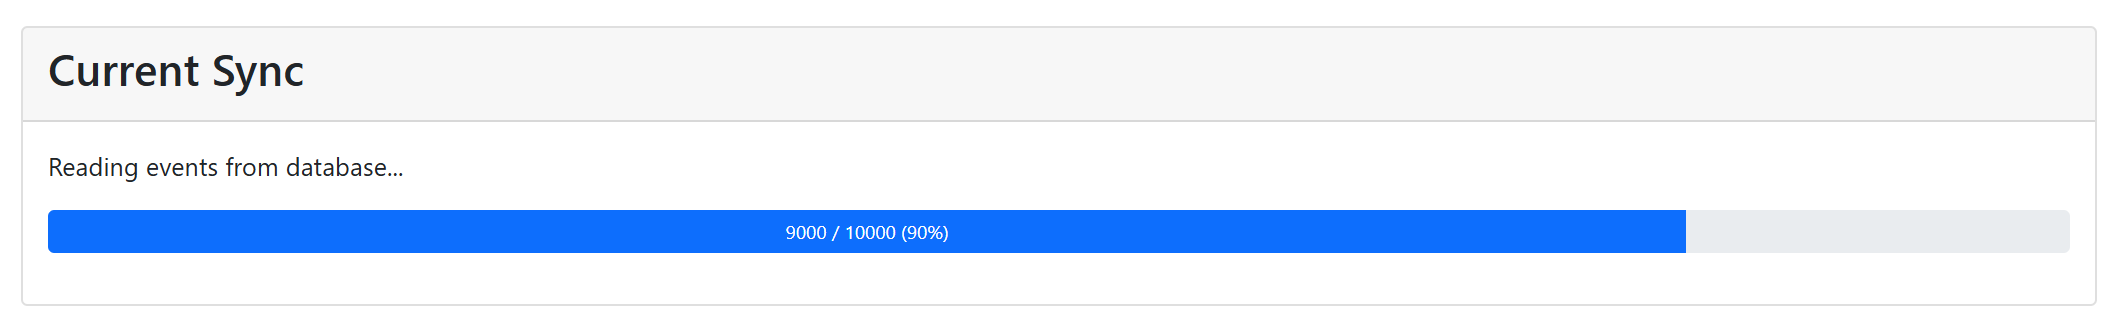 Current Sync
Reading events from database...
9000 / 10000 (90%)